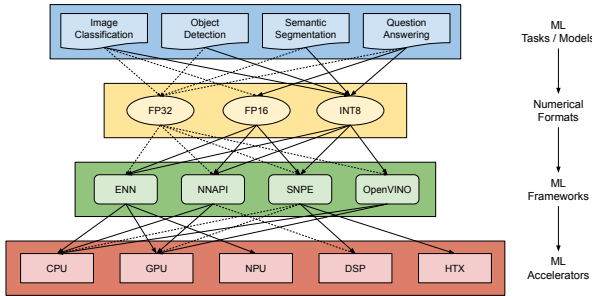 Image
Classification
Object
Detection
Semantic
Segmentation
Question
Answering
ML
Tasks / Models
FP32
FP16
INT8
Numerical
Formats
ENN
NNAPI
SNPE
OpenVINO
ML
Frameworks
CPU
GPU
NPU
DSP
HTX
ML
Accelerators